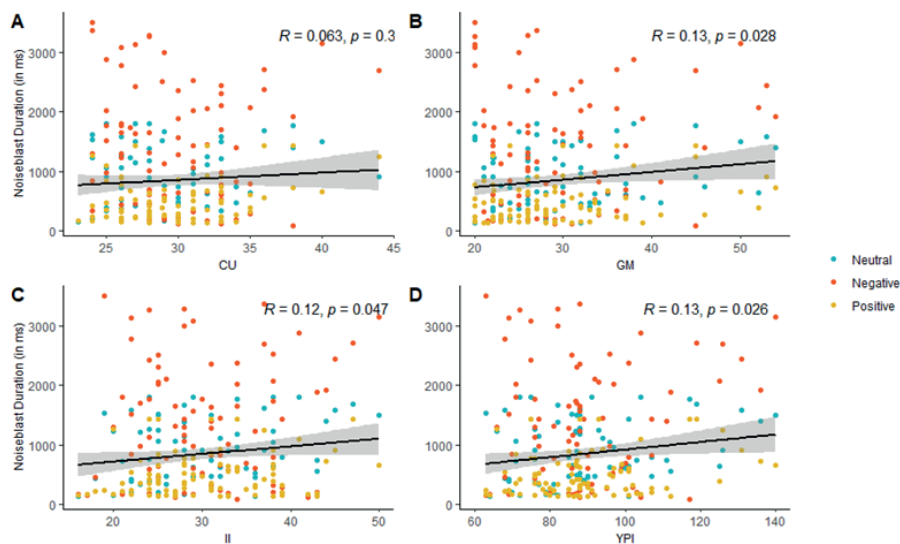 A
R = 0.063, p = 0.3
Noiseblast Duration (in ms)
3000
2000
1000
0
25 30 35 40 45
CU
B
R = 0.13, p = 0.028
3000
2000
1000
0
20 30 40 50
GM
C
R = 0.12, p = 0.047
Noiseblast Duration (in ms)
3000
2000
1000
0
20 30 40 50
II
D
R = 0.13, p = 0.026
3000
2000
1000
0
60 80 100 120 140
YPI
Neutral
Negative
Positive